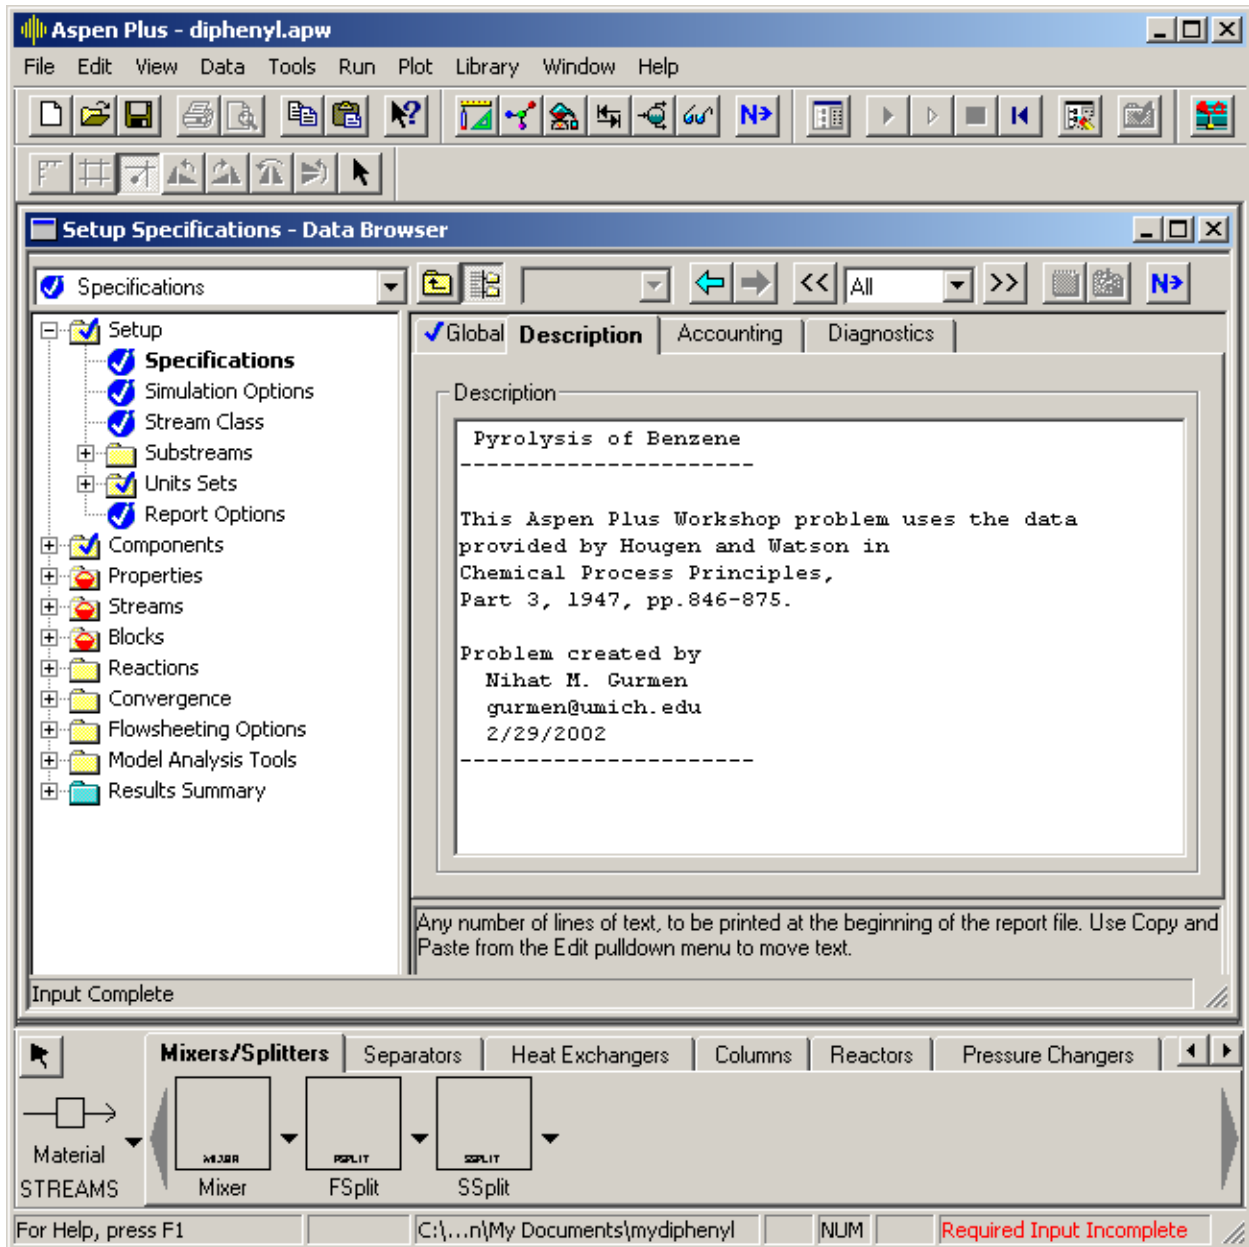 Aspen Plus - diphenyl.apw
File Edit View Data Tools Run Plot Library Window Help
N
Setup Specifications - Data Browser
Specifications
<< All >> N
Setup
Specifications
Simulation Options
Stream Class
Substreams
Units Sets
Report Options
Components
Properties
Streams
Blocks
Reactions
Convergence
Flowsheeting Options
Model Analysis Tools
Results Summary
Global Description Accounting Diagnostics
Description
Pyrolysis of Benzene
----------------------
This Aspen Plus Workshop problem uses the data
provided by Hougen and Watson in
Chemical Process Principles,
Part 3, 1947, pp.846-875.
Problem created by
Nihat M. Gurmen
gurmen@umich.edu
2/29/2002
----------------------
Any number of lines of text, to be printed at the beginning of the report file. Use Copy and
Paste from the Edit pulldown menu to move text.
Input Complete
Mixers/Splitters Separators Heat Exchangers Columns Reactors Pressure Changers
MIXER FSPLIT SSPLIT
Material
STREAMS
Mixer FSplit SSplit
For Help, press F1 C:\...n\My Documents\mydiphenyl NUM Required Input Incomplete